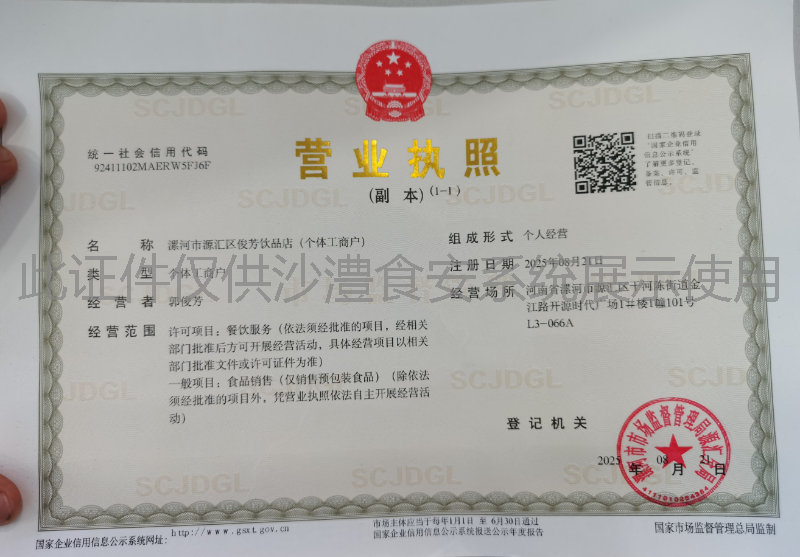 营业执照
(副 本) (1-1)
统一社会信用代码
92411102MAERW5FJ6F
扫描二维码登录
"国家企业信用
信息公示系统"
了解更多登记、
备案、许可、监
管信息。
名 称 漯河市源汇区俊芳饮品店（个体工商户）
类 型 个体工商户
经 营 者 郭俊芳
经营范围 许可项目：餐饮服务（依法须经批准的项目，经相关
部门批准后方可开展经营活动，具体经营项目以相关
部门批准文件或许可证件为准）
一般项目：食品销售（仅销售预包装食品）（除依法
须经批准的项目外，凭营业执照依法自主开展经营活
动）
组成形式 个人经营
注册日期 2025年08月21日
经营场所 河南省漯河市源汇区干河陈街道金
江路开源时代广场1#楼1幢101号
L3-066A
此证件仅供沙澧食安系统展示使用
登记机关
漯河市市场监督管理局源汇分局
4111010204364
2025 年 08 月 21 日
国家企业信用信息公示系统网址: http://www.gsxt.gov.cn
市场主体应当于每年1月1日 至 6月30日通过
国家企业信用信息公示系统报送公示年度报告
国家市场监督管理总局监制
SCJDGL